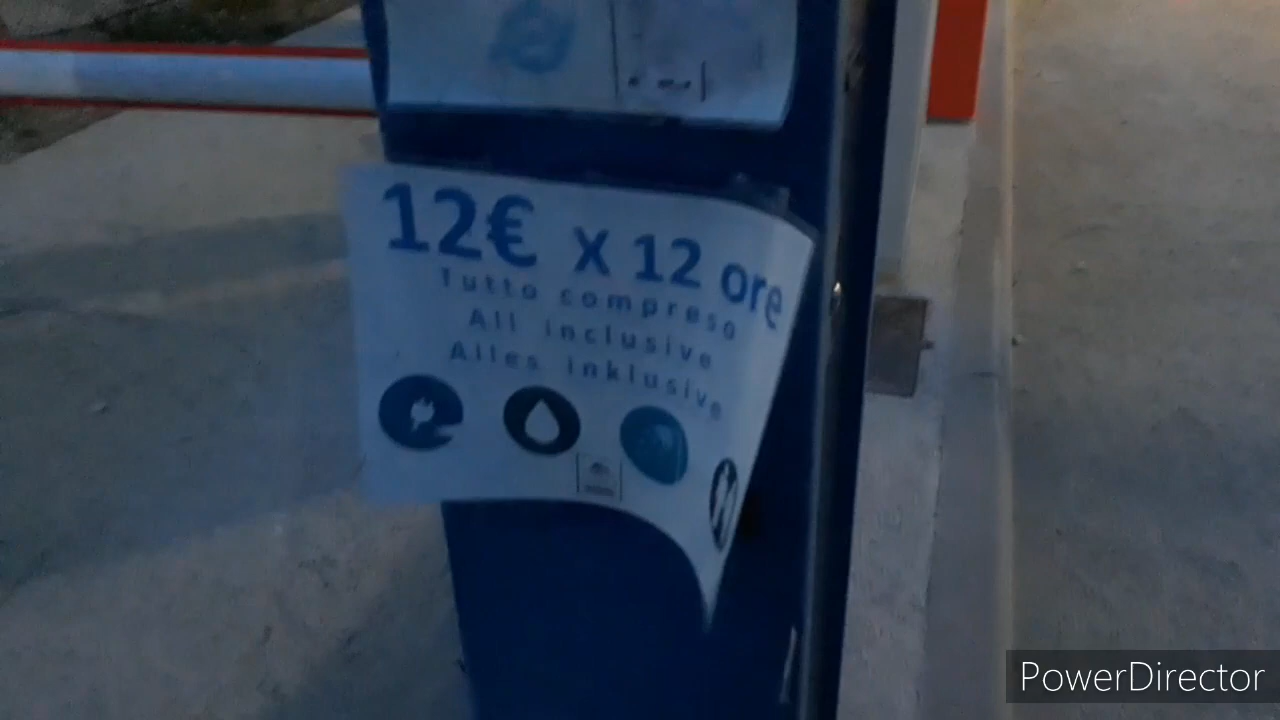 12€ X 12 ore
Tutto compreso
All inclusive
Alles inklusive
PowerDirector